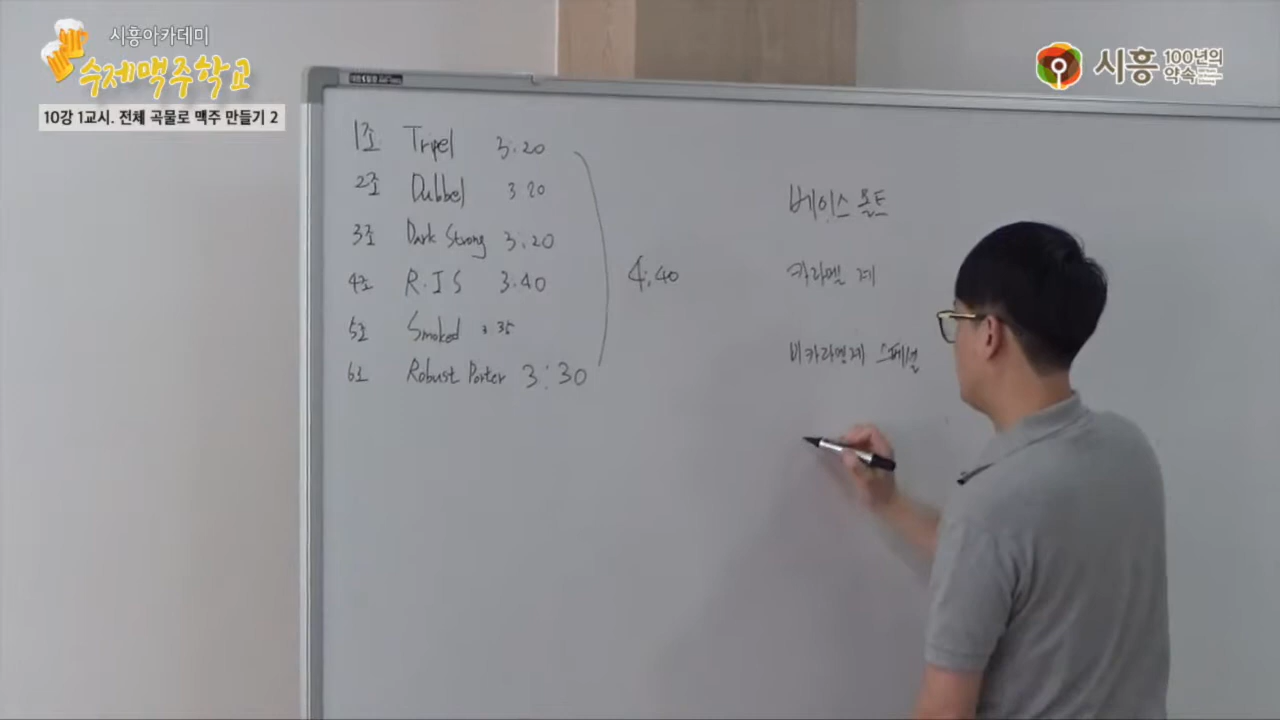 시흥아카데미
수제맥주학교
10강 1교시. 전체 곡물로 맥주 만들기 2
시흥 100년의 약속
1조 Tripel 3:20
2조 Dubbel 3:20
3조 Dark Strong 3:20
4조 R.I.S 3:40
5조 Smoked 3:35
6조 Robust Porter 3:30
4:40
베이스 몰트
카라멜 계
비카라멜계 스페셜